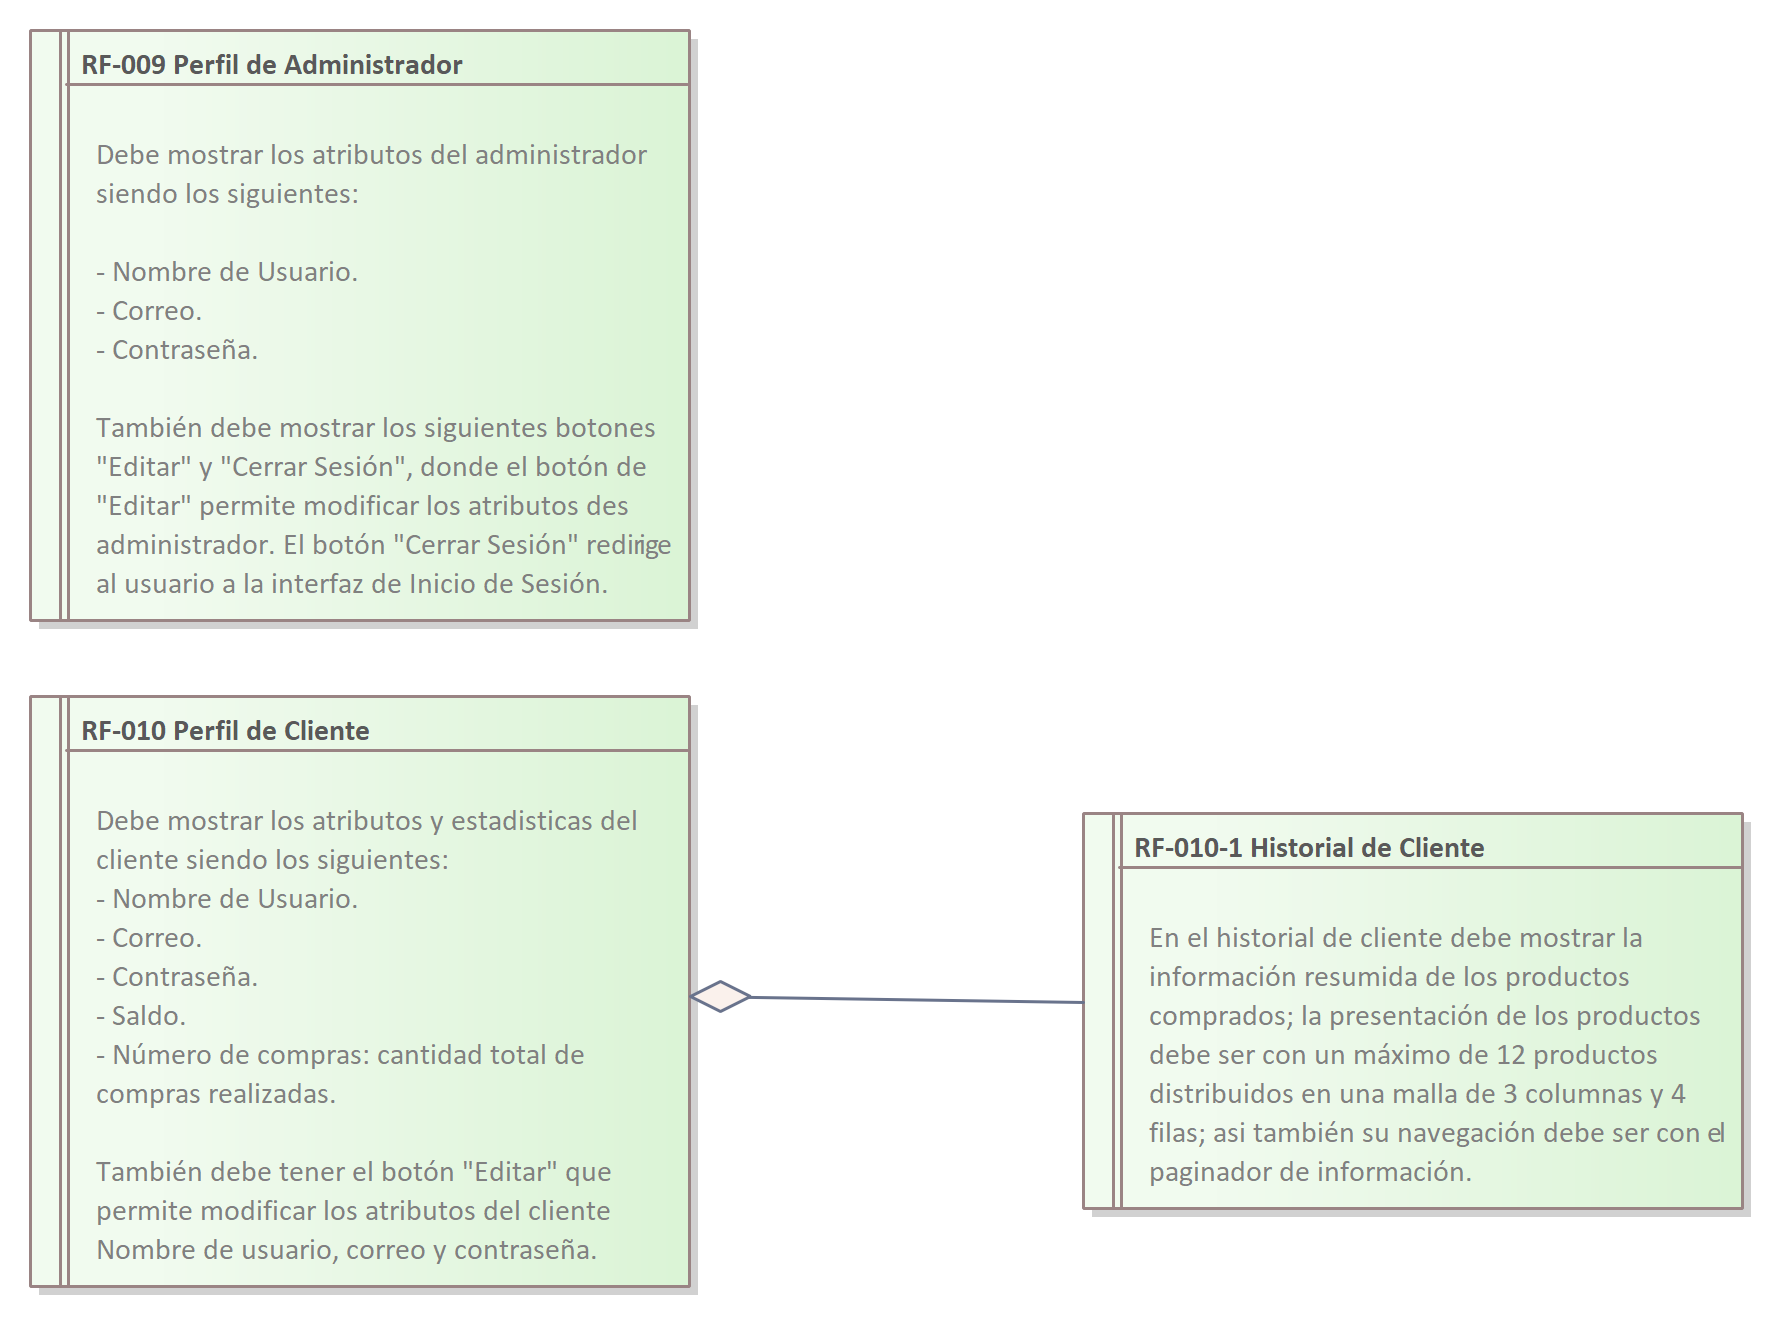 RF-009 Perfil de Administrador
Debe mostrar los atributos del administrador
siendo los siguientes:
- Nombre de Usuario.
- Correo.
- Contraseña.
También debe mostrar los siguientes botones
"Editar" y "Cerrar Sesión", donde el botón de
"Editar" permite modificar los atributos des
administrador. El botón "Cerrar Sesión" redirige
al usuario a la interfaz de Inicio de Sesión.
RF-010 Perfil de Cliente
Debe mostrar los atributos y estadisticas del
cliente siendo los siguientes:
- Nombre de Usuario.
- Correo.
- Contraseña.
- Saldo.
- Número de compras: cantidad total de
compras realizadas.
También debe tener el botón "Editar" que
permite modificar los atributos del cliente
Nombre de usuario, correo y contraseña.
RF-010-1 Historial de Cliente
En el historial de cliente debe mostrar la
información resumida de los productos
comprados; la presentación de los productos
debe ser con un máximo de 12 productos
distribuidos en una malla de 3 columnas y 4
filas; asi también su navegación debe ser con el
paginador de información.